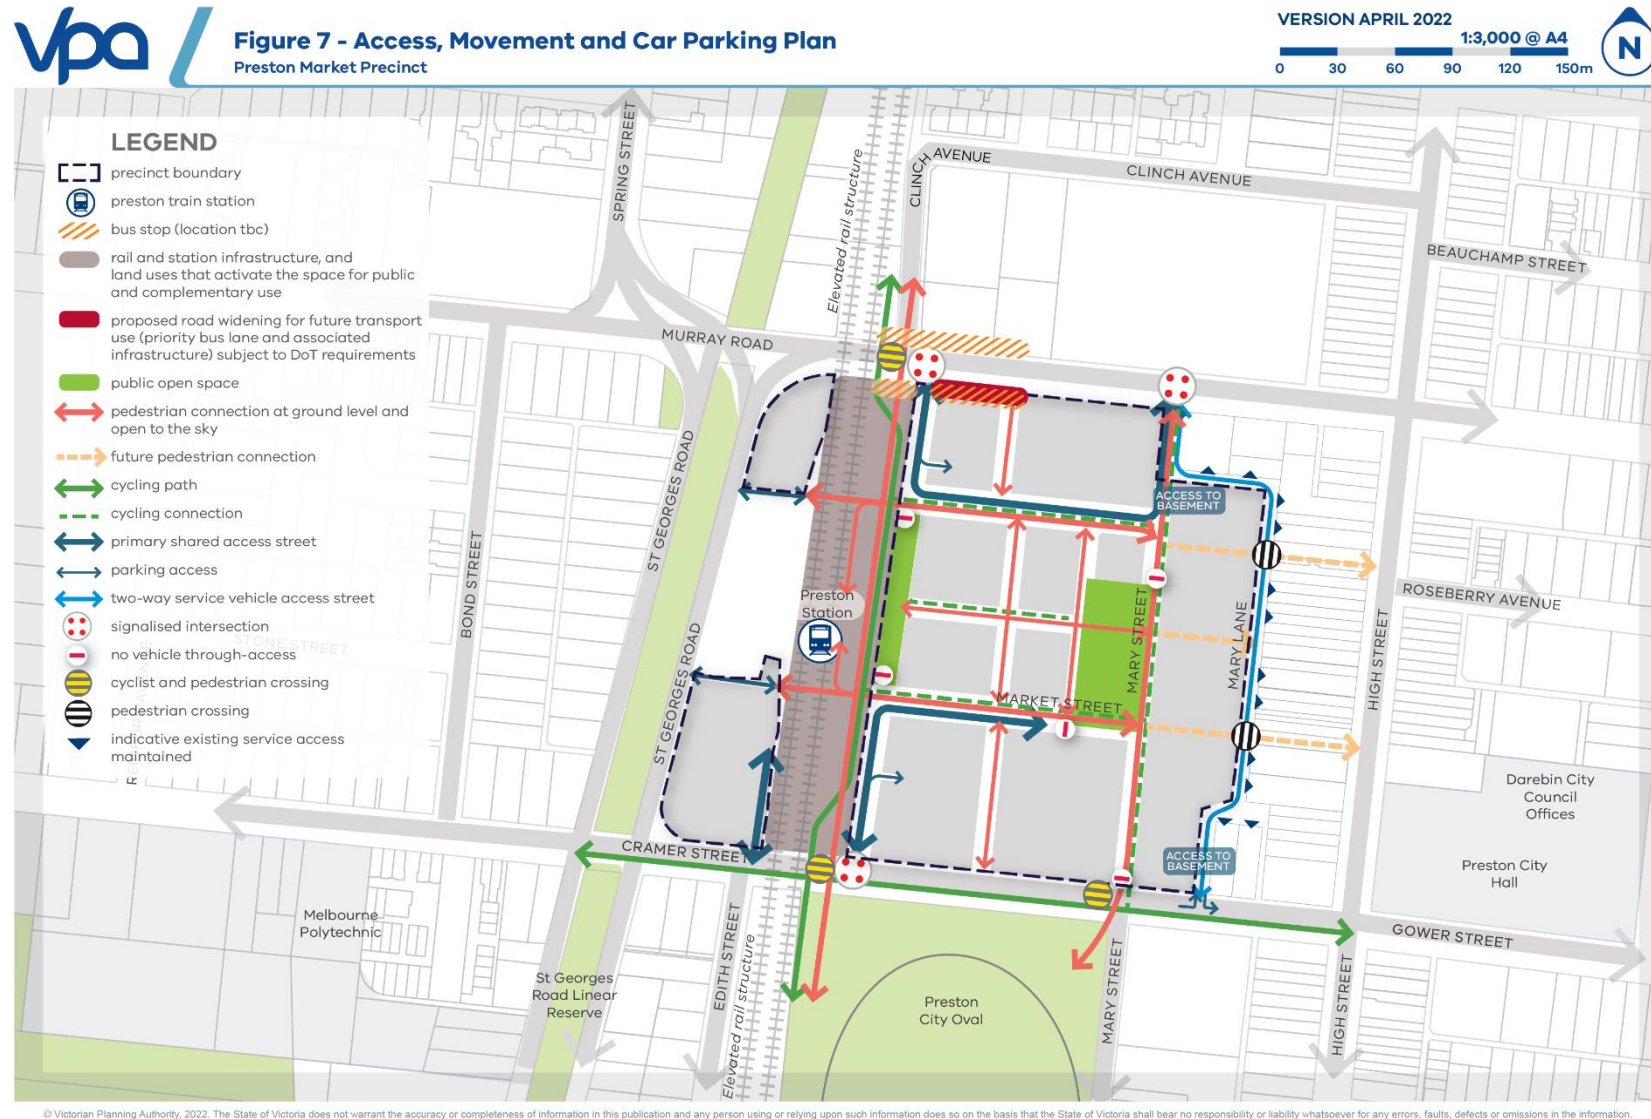 vpa
Figure 7 - Access, Movement and Car Parking Plan
Preston Market Precinct
VERSION APRIL 2022
1:3,000 @ A4
0 30 60 90 120 150m
N
LEGEND
precinct boundary
preston train station
bus stop (location tbc)
rail and station infrastructure, and
land uses that activate the space for public
and complementary use
proposed road widening for future transport
use (priority bus lane and associated
infrastructure) subject to DoT requirements
public open space
pedestrian connection at ground level and
open to the sky
future pedestrian connection
cycling path
cycling connection
primary shared access street
parking access
two-way service vehicle access street
signalised intersection
no vehicle through-access
cyclist and pedestrian crossing
pedestrian crossing
indicative existing service access
maintained
STONE STREET
SPRING STREET
Elevated rail structure
CLINCH
AVENUE
CLINCH AVENUE
BEAUCHAMP STREET
MURRAY ROAD
ST GEORGES ROAD
BOND STREET
ACCESS TO
BASEMENT
ROSEBERRY AVENUE
Preston
Station
MARY STREET
MARY LANE
HIGH STREET
ST GEORGES ROAD
MARKET STREET
Darebin City
Council
Offices
CRAMER STREET
ACCESS TO
BASEMENT
Preston City
Hall
Melbourne
Polytechnic
GOWER STREET
St Georges
Road Linear
Reserve
EDITH STREET
Elevated rail structure
Preston
City Oval
MARY STREET
HIGH STREET
© Victorian Planning Authority, 2022. The State of Victoria does not warrant the accuracy or completeness of information in this publication and any person using or relying upon such information does so on the basis that the State of Victoria shall bear no responsibility or liability whatsoever for any errors, faults, defects or omissions in the information.